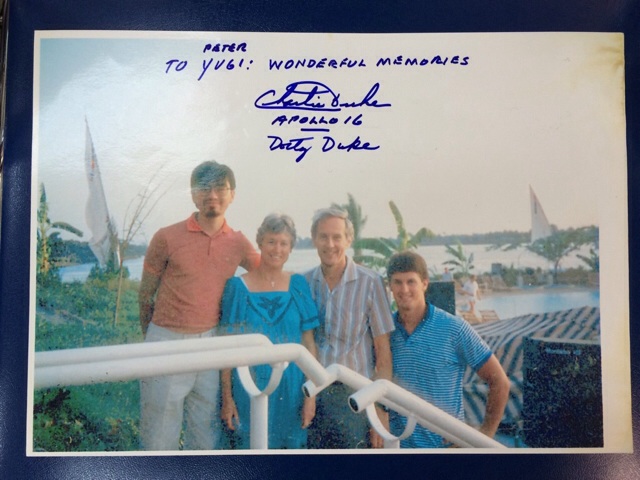 PETER
TO YUGI: WONDERFUL MEMORIES
Charlie Duke
APOLLO 16
Dotty Duke